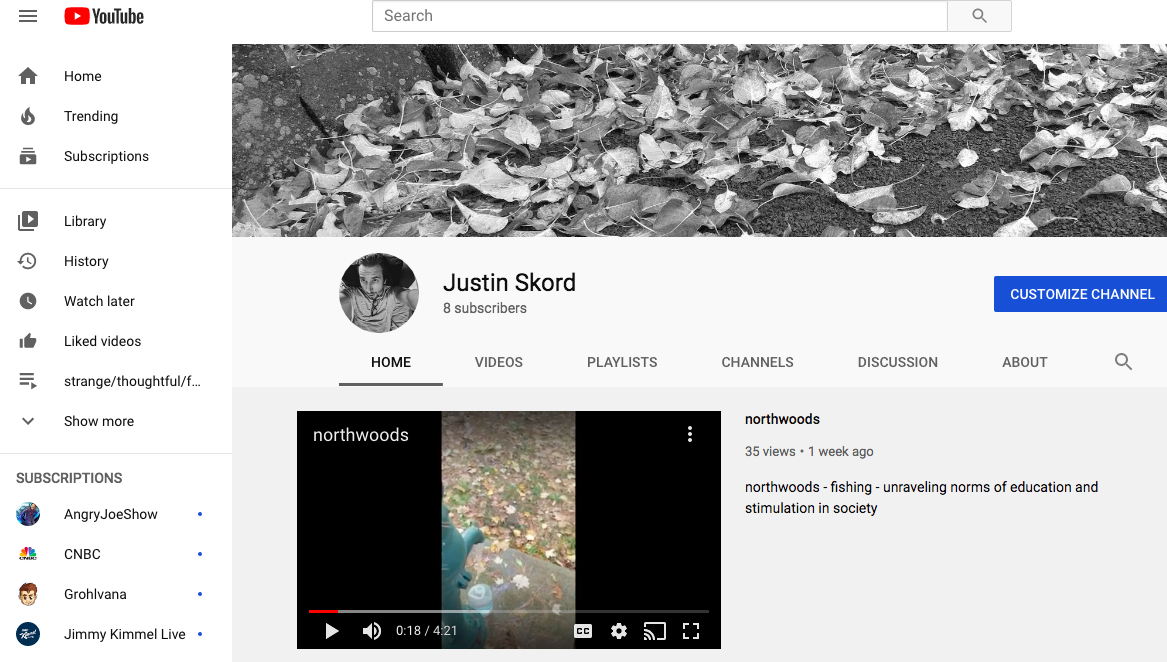 YouTube
Search
Home
Trending
Subscriptions
Library
History
Watch later
Liked videos
strange/thoughtful/f...
Show more
SUBSCRIPTIONS
AngryJoeShow
CNBC
Grohlvana
Jimmy Kimmel Live
Justin Skord
8 subscribers
CUSTOMIZE CHANNEL
HOME VIDEOS PLAYLISTS CHANNELS DISCUSSION ABOUT
northwoods
0:18 / 4:21
CC
northwoods
35 views • 1 week ago
northwoods - fishing - unraveling norms of education and
stimulation in society